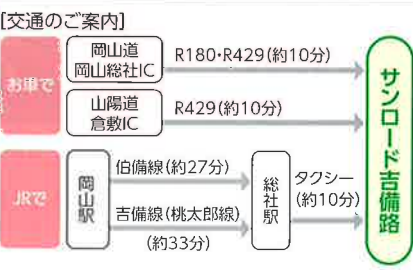 [交通のご案内]
お車で
岡山道
岡山総社IC
R180・R429(約10分)
山陽道
倉敷IC
R429(約10分)
JRで
岡山駅
伯備線(約27分)
吉備線(桃太郎線)
(約33分)
総社駅
タクシー
(約10分)
サンロード吉備路